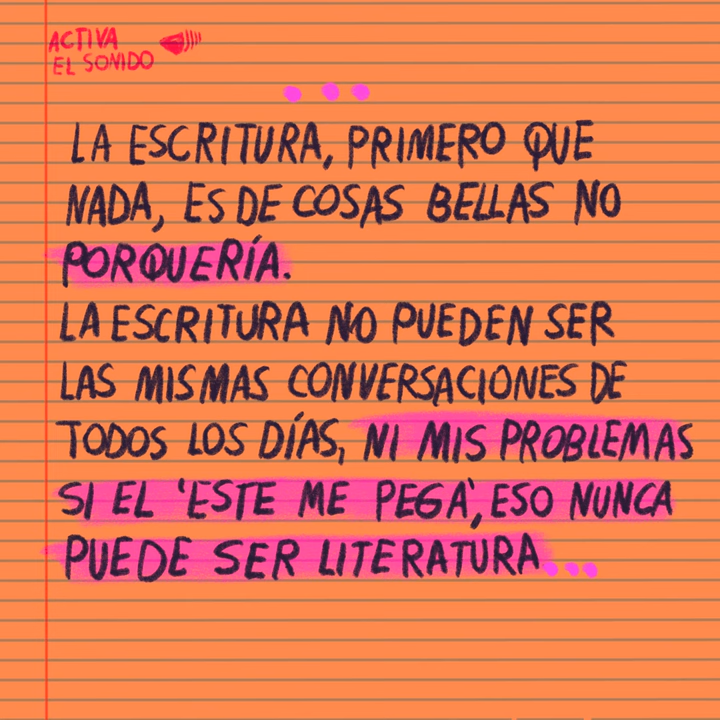 ACTIVA
EL SONIDO
LA ESCRITURA, PRIMERO QUE
NADA, ES DE COSAS BELLAS NO
PORQUERÍA.
LA ESCRITURA NO PUEDEN SER
LAS MISMAS CONVERSACIONES DE
TODOS LOS DÍAS, NI MIS PROBLEMAS
SI EL 'ESTE ME PEGA', ESO NUNCA
PUEDE SER LITERATURA...